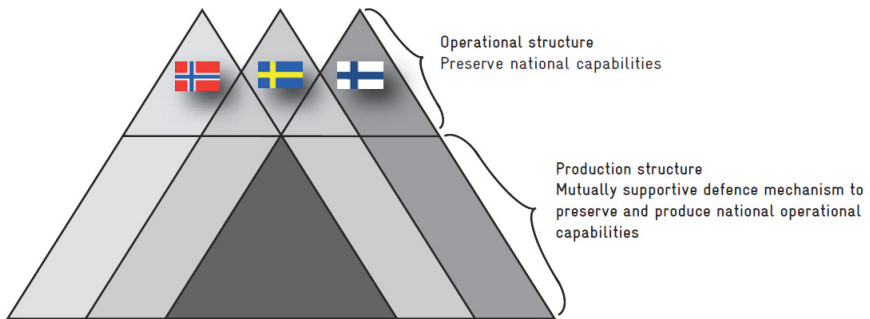 Operational structure
Preserve national capabilities
Production structure
Mutually supportive defence mechanism to
preserve and produce national operational
capabilities